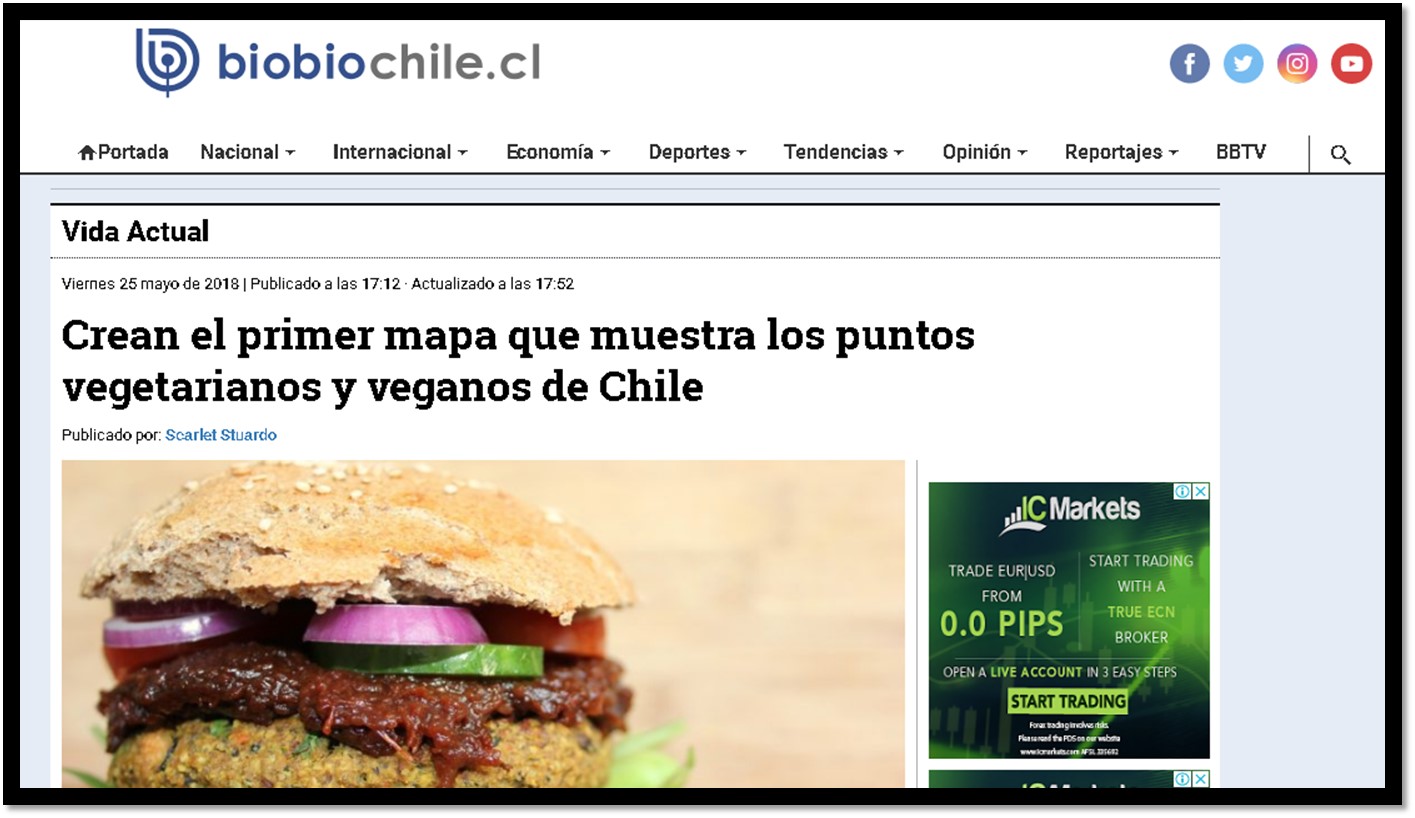 biobiochile.cl
Portada Nacional Internacional Economía Deportes Tendencias Opinión Reportajes BBTV
Vida Actual
Viernes 25 mayo de 2018 | Publicado a las 17:12 · Actualizado a las 17:52
Crean el primer mapa que muestra los puntos
vegetarianos y veganos de Chile
Publicado por: Scarlet Stuardo
IC Markets
TRADE EUR|USD
FROM
0.0 PIPS
START TRADING
WITH A
TRUE ECN
BROKER
OPEN A LIVE ACCOUNT IN 3 EASY STEPS
START TRADING
Forex trading involves risks.
Please read the PDS on our website
www.icmarkets.com AFSL 335692
IC Markets